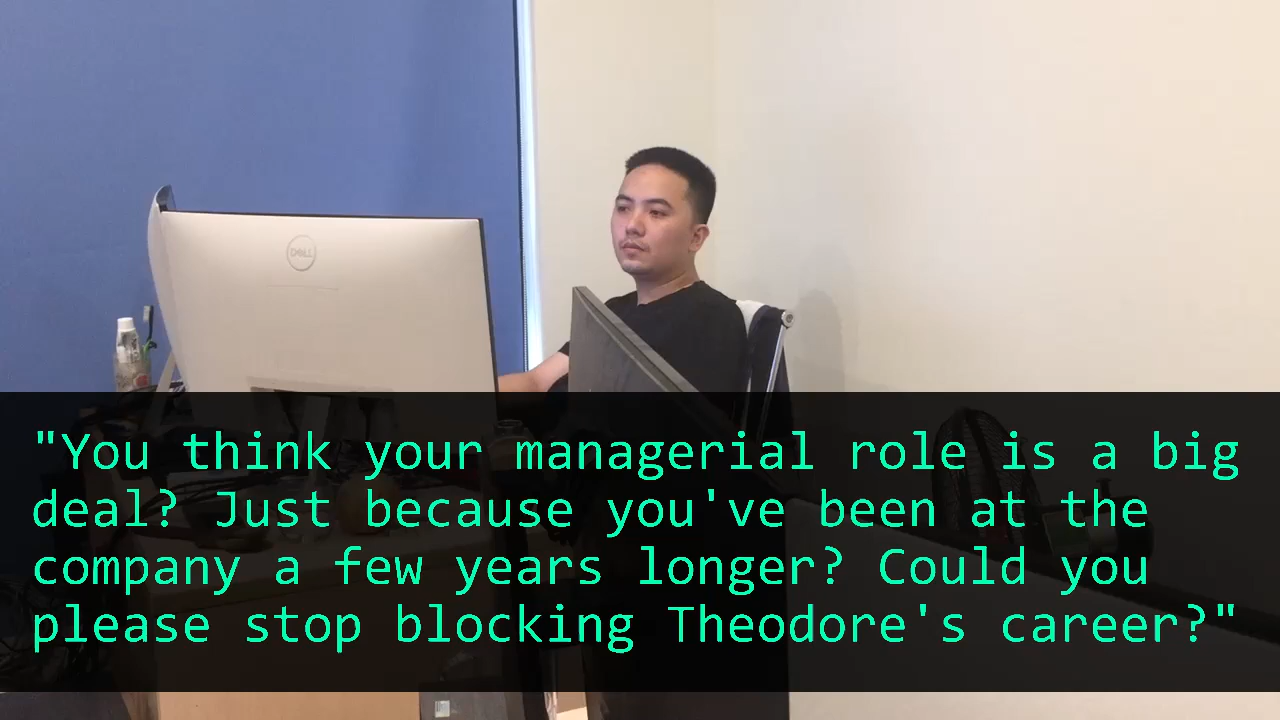 DELL
"You think your managerial role is a big
deal? Just because you've been at the
company a few years longer? Could you
please stop blocking Theodore's career?"